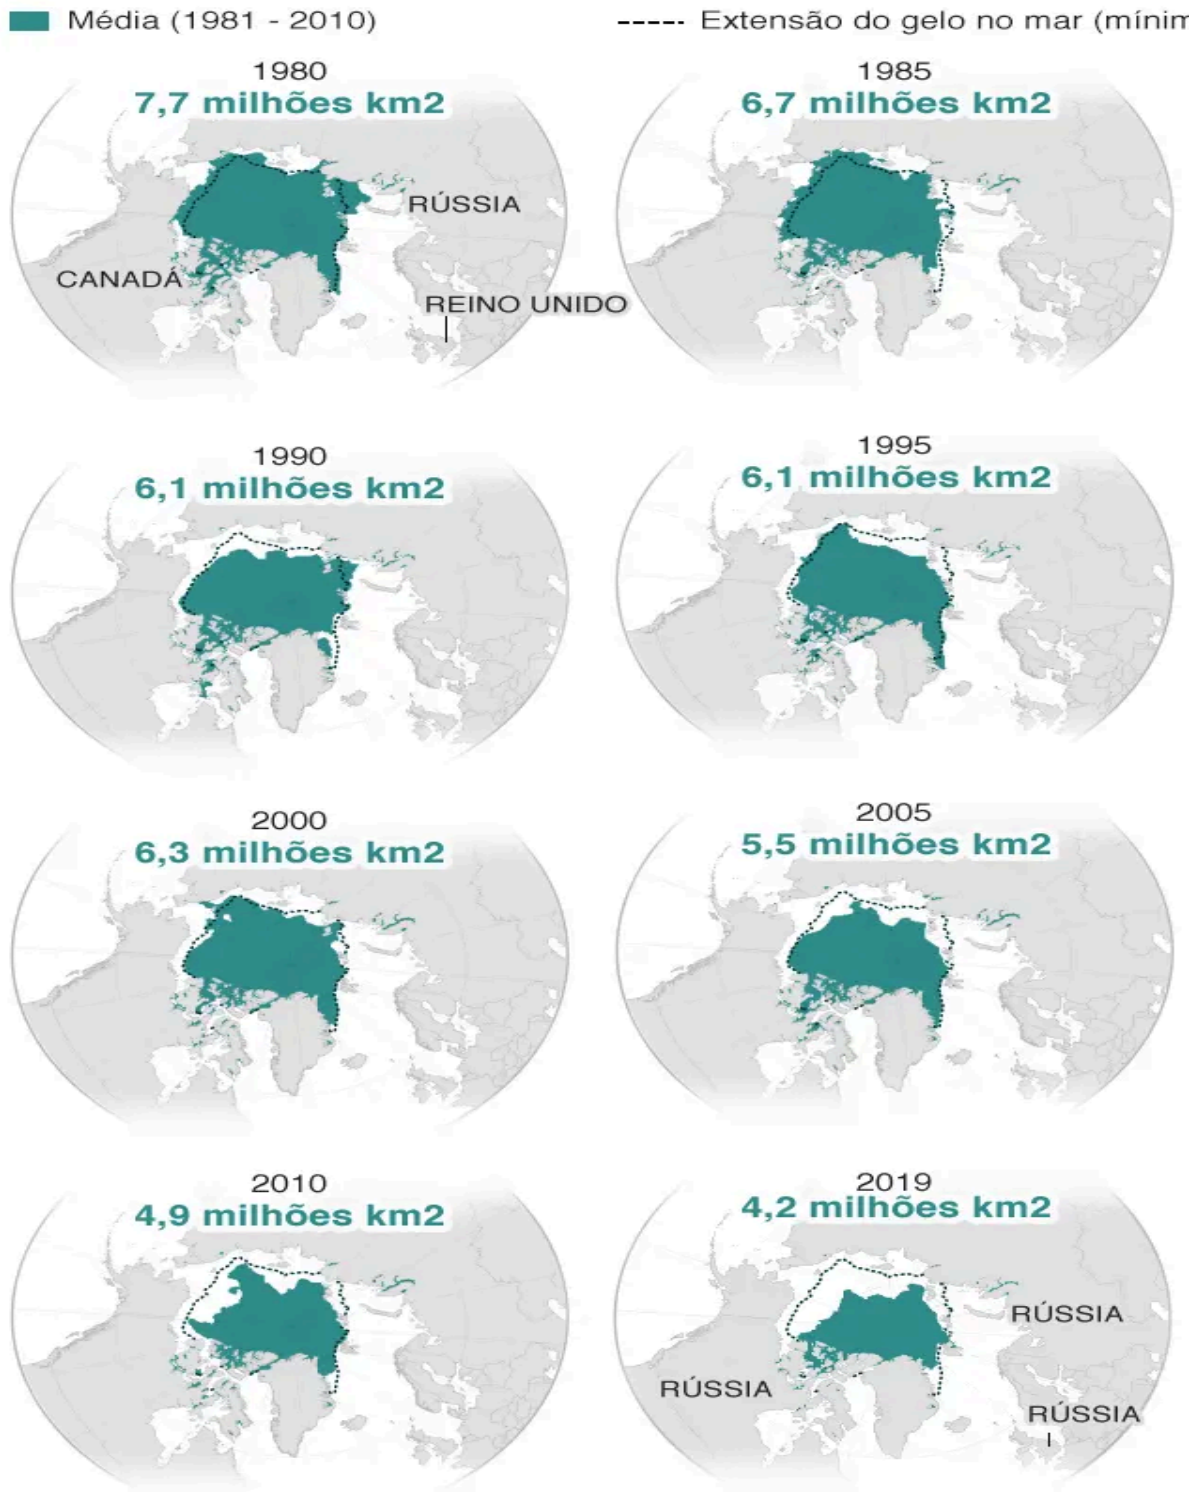 Média (1981 - 2010)
Extensão do gelo no mar (mínim
1980
7,7 milhões km2
1985
6,7 milhões km2
RÚSSIA
CANADÁ
REINO UNIDO
1990
6,1 milhões km2
1995
6,1 milhões km2
2000
6,3 milhões km2
2005
5,5 milhões km2
2010
4,9 milhões km2
2019
4,2 milhões km2
RÚSSIA
RÚSSIA
RÚSSIA